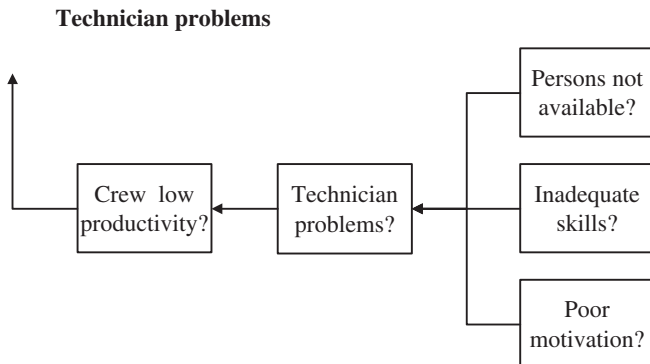 Technician problems
Persons not
available?
Crew low
productivity?
Technician
problems?
Inadequate
skills?
Poor
motivation?